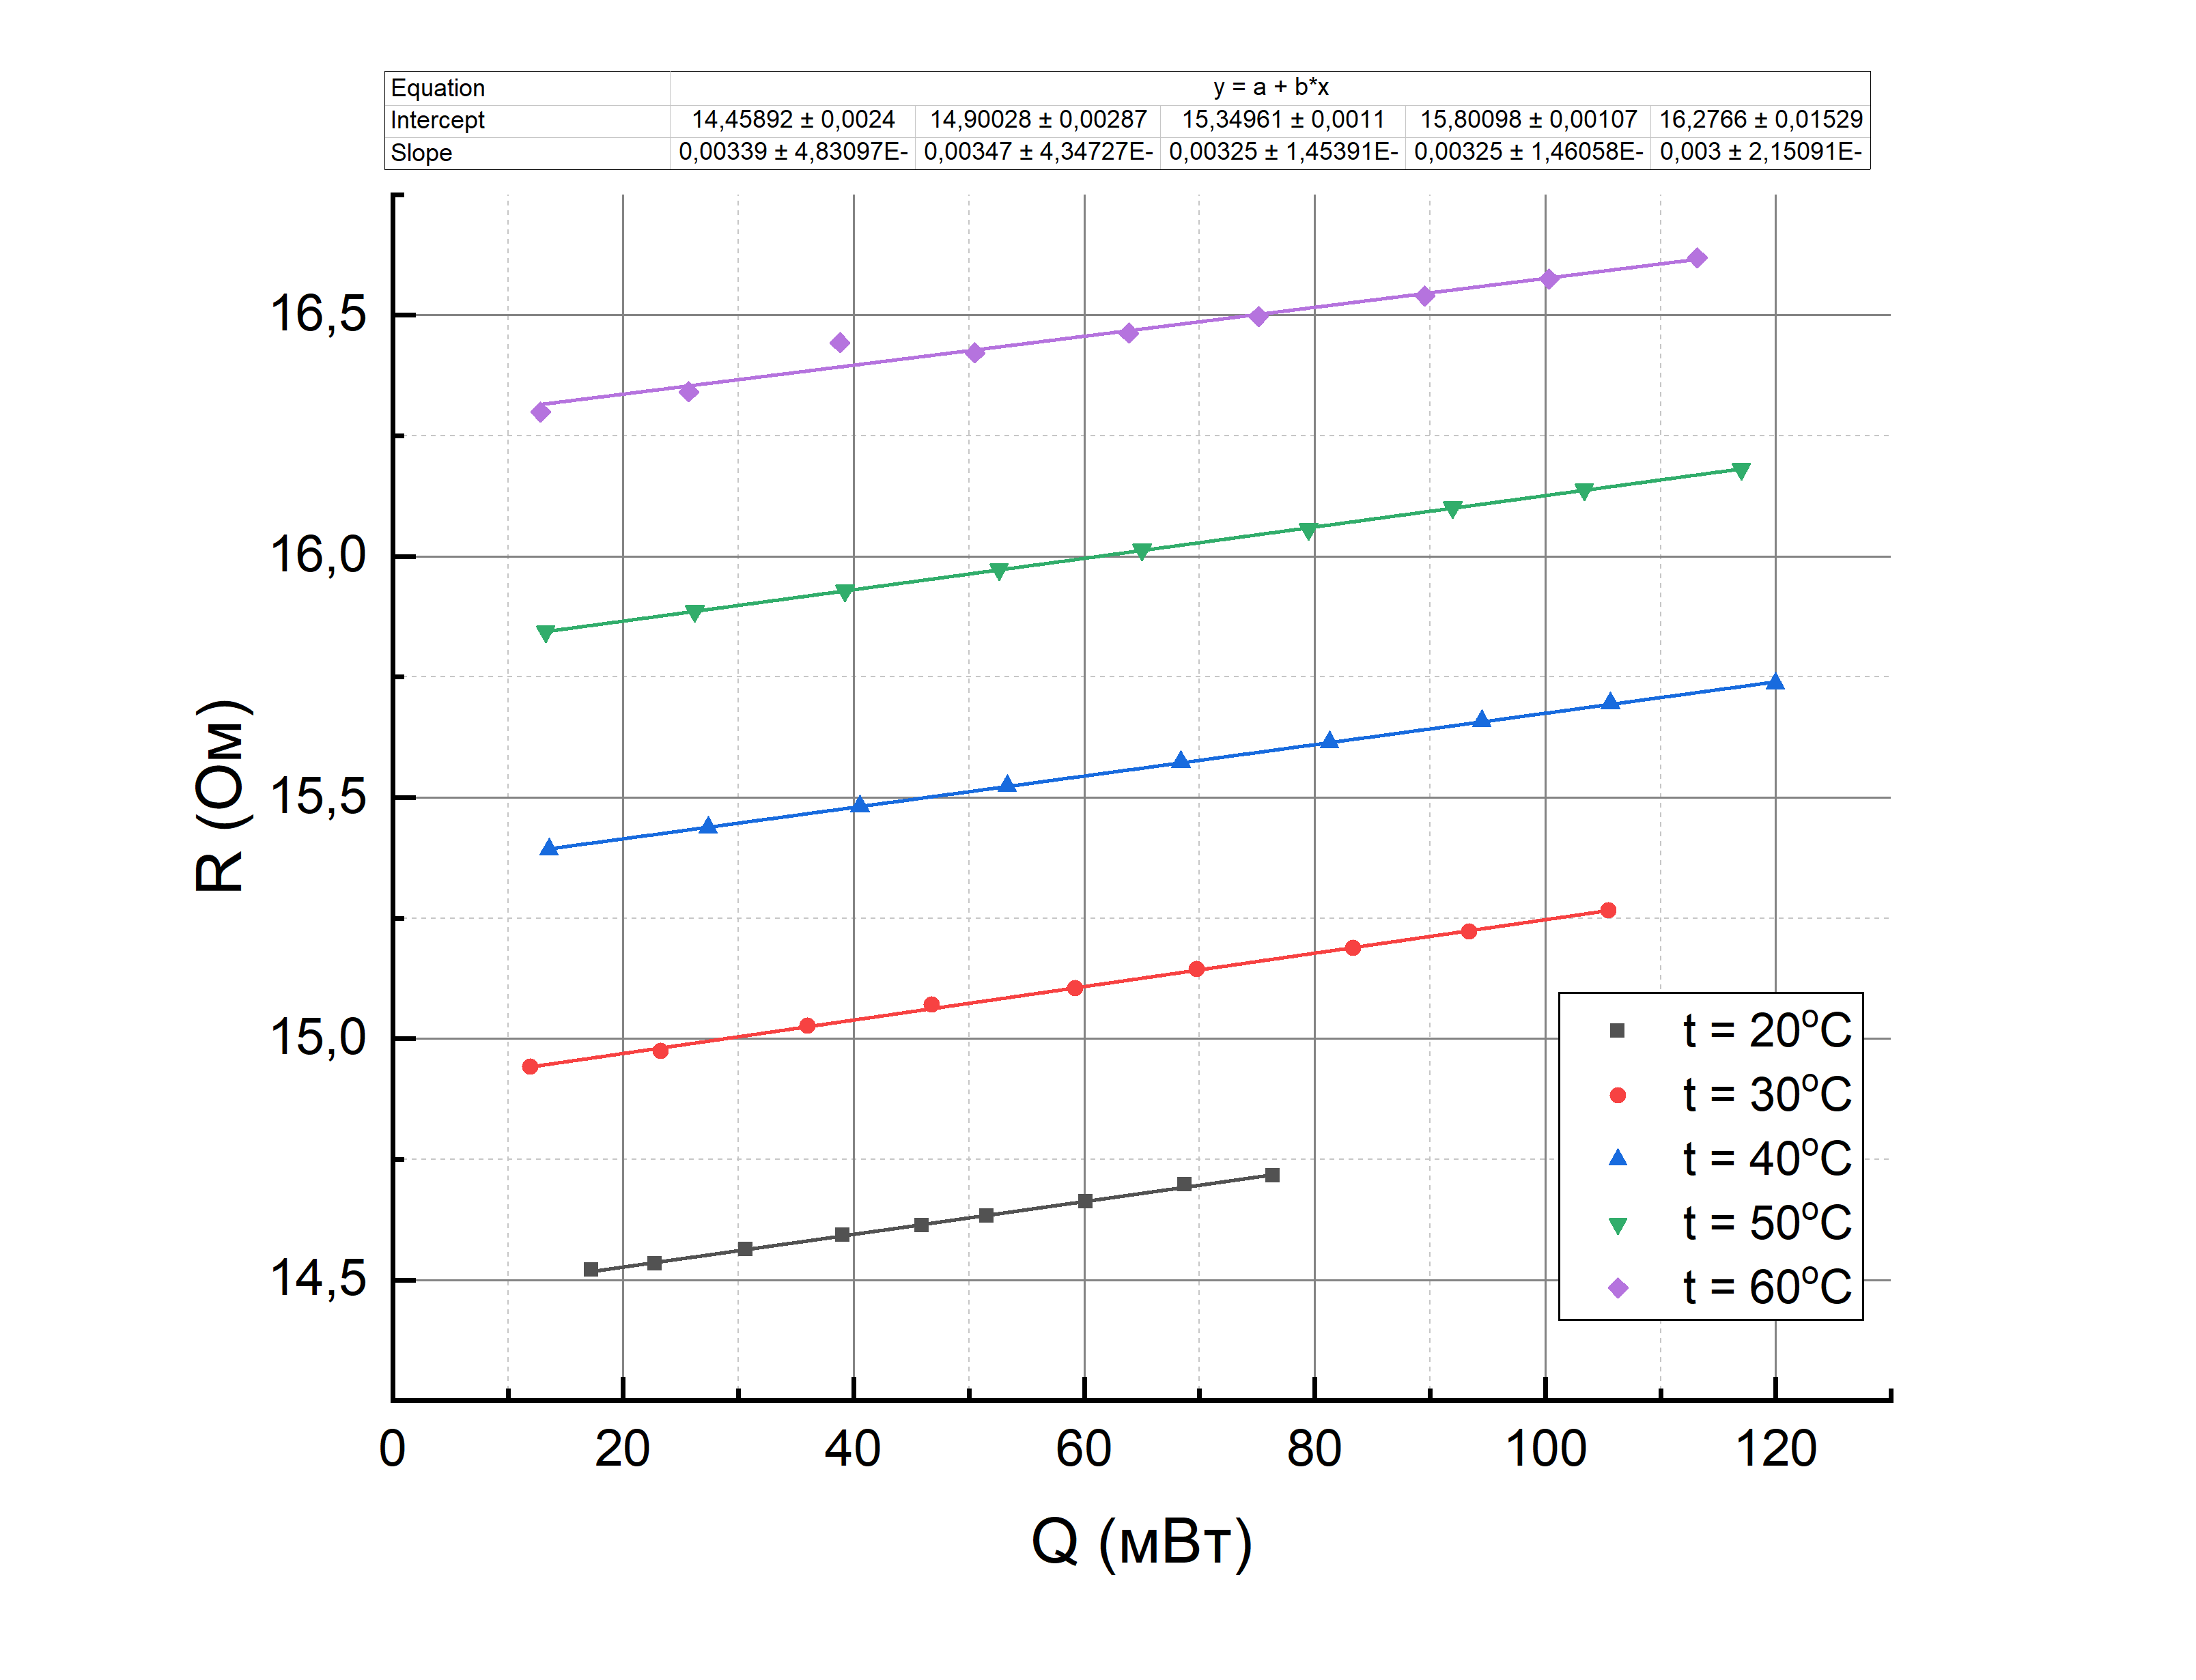 Equation y = a + b*x
Intercept 14,45892 ± 0,0024 14,90028 ± 0,00287 15,34961 ± 0,0011 15,80098 ± 0,00107 16,2766 ± 0,01529
Slope 0,00339 ± 4,83097E- 0,00347 ± 4,34727E- 0,00325 ± 1,45391E- 0,00325 ± 1,46058E- 0,003 ± 2,15091E-
16,5
16,0
15,5
15,0
14,5
R (Ом)
t = 20°C
t = 30°C
t = 40°C
t = 50°C
t = 60°C
0 20 40 60 80 100 120
Q (мВт)